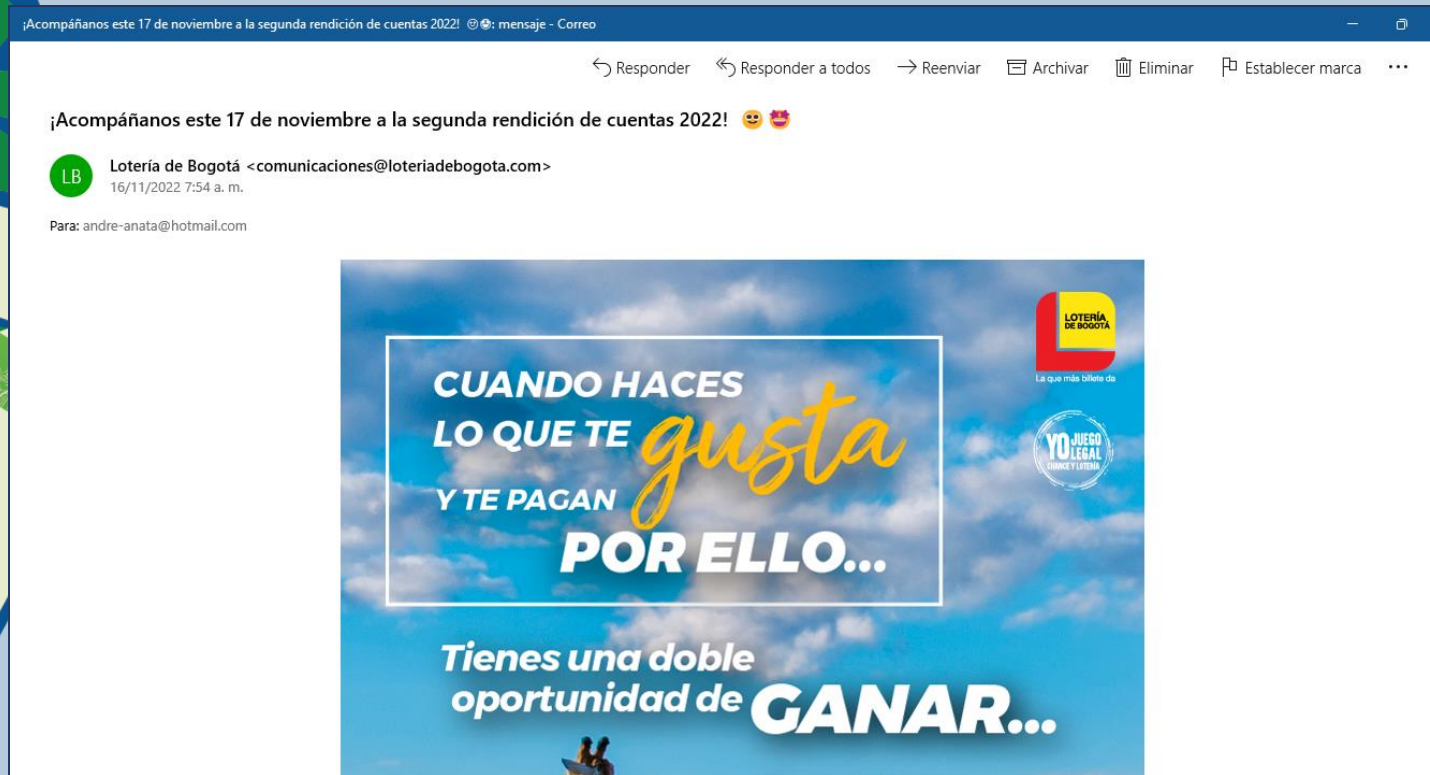 ¡Acompáñanos este 17 de noviembre a la segunda rendición de cuentas 2022! 😊🤩: mensaje - Correo
Responder Responder a todos Reenviar Archivar Eliminar Establecer marca ...
¡Acompáñanos este 17 de noviembre a la segunda rendición de cuentas 2022! 😊🤩
LB
Lotería de Bogotá <comunicaciones@loteriadebogota.com>
16/11/2022 7:54 a. m.
Para: andre-anata@hotmail.com
LOTERÍA
DE BOGOTÁ
La que más billete da
CUANDO HACES
LO QUE TE gusta
Y TE PAGAN
POR ELLO...
YO JUEGO
LEGAL
CHANCE Y LOTERÍA
Tienes una doble
oportunidad de GANAR...